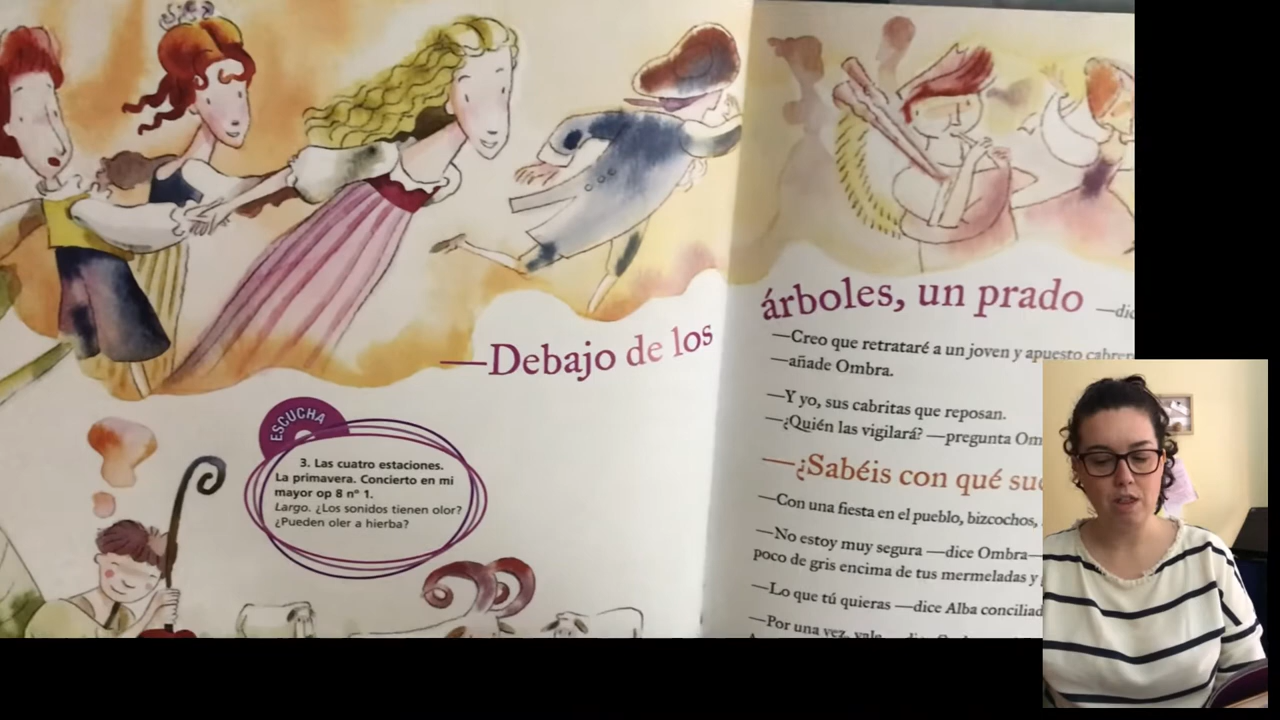 —Debajo de los
ESCUCHA
3. Las cuatro estaciones.
La primavera. Concierto en mi
mayor op 8 nº 1.
Largo. ¿Los sonidos tienen olor?
¿Pueden oler a hierba?
árboles, un prado
—Creo que retrataré a un joven y apuesto
—añade Ombra.
—Y yo, sus cabritas que reposan.
—¿Quién las vigilará? —pregunta
—¿Sabéis con qué
—Con una fiesta en el pueblo, bizcochos,
—No estoy muy segura —dice Ombra—
poco de gris encima de tus mermeladas y
—Lo que tú quieras —dice Alba
—Por una vez, vale